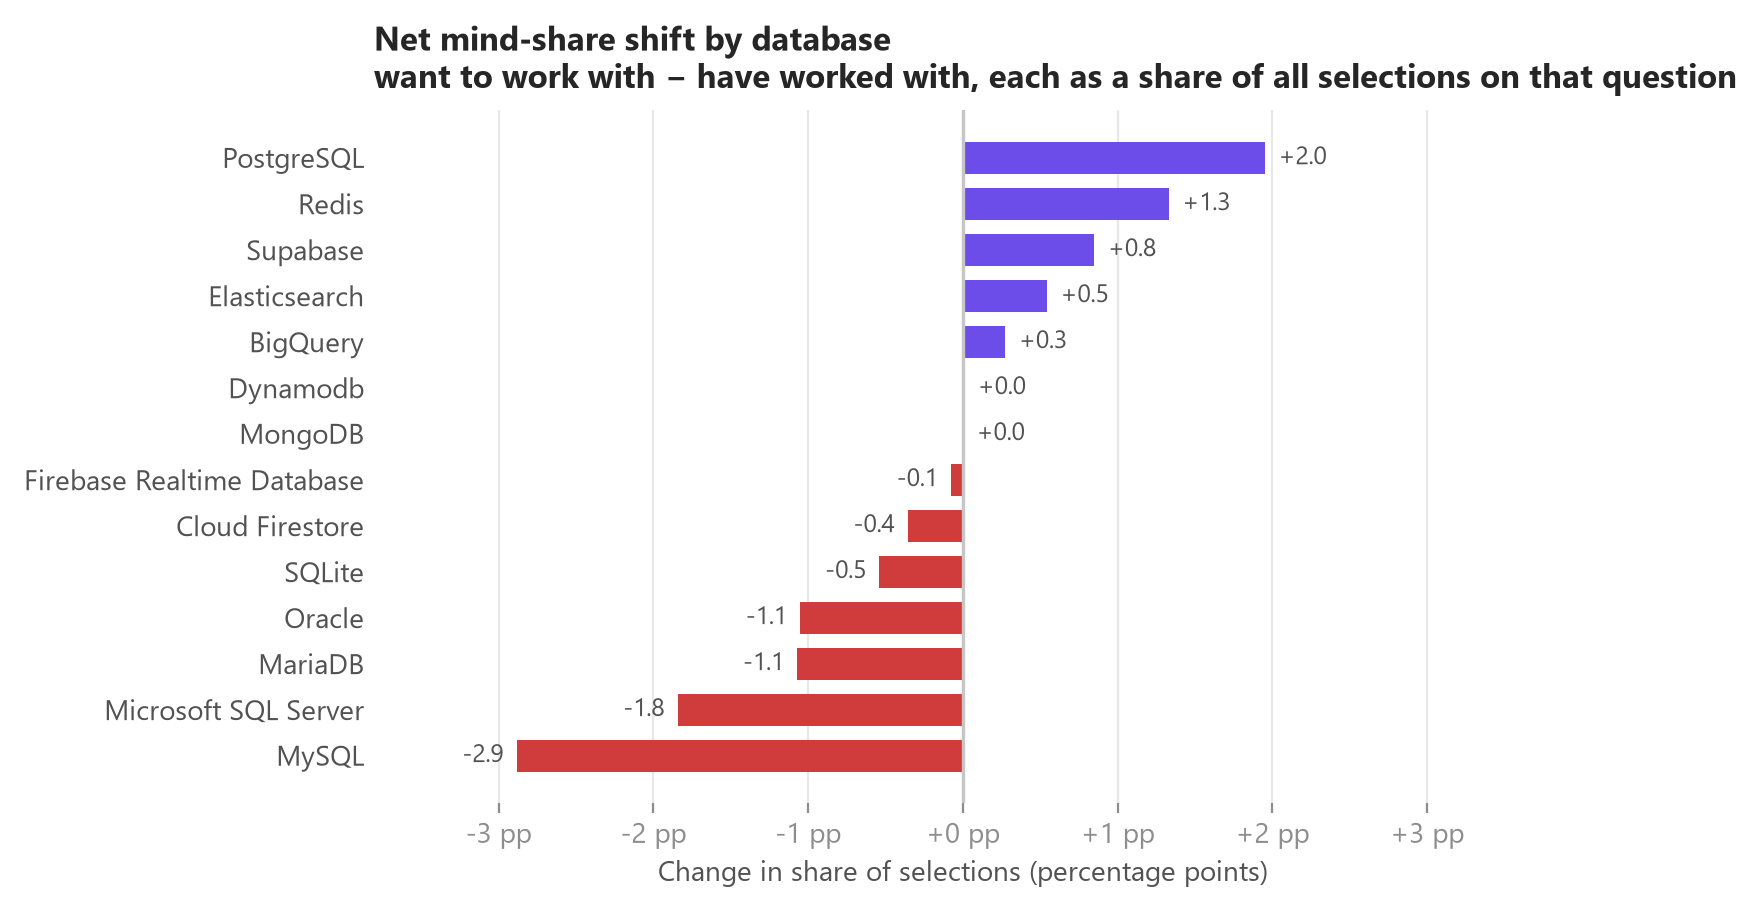 Net mind-share shift by database
want to work with − have worked with, each as a share of all selections on that question
PostgreSQL +2.0
Redis +1.3
Supabase +0.8
Elasticsearch +0.5
BigQuery +0.3
Dynamodb +0.0
MongoDB +0.0
Firebase Realtime Database -0.1
Cloud Firestore -0.4
SQLite -0.5
Oracle -1.1
MariaDB -1.1
Microsoft SQL Server -1.8
MySQL -2.9
-3 pp -2 pp -1 pp +0 pp +1 pp +2 pp +3 pp
Change in share of selections (percentage points)